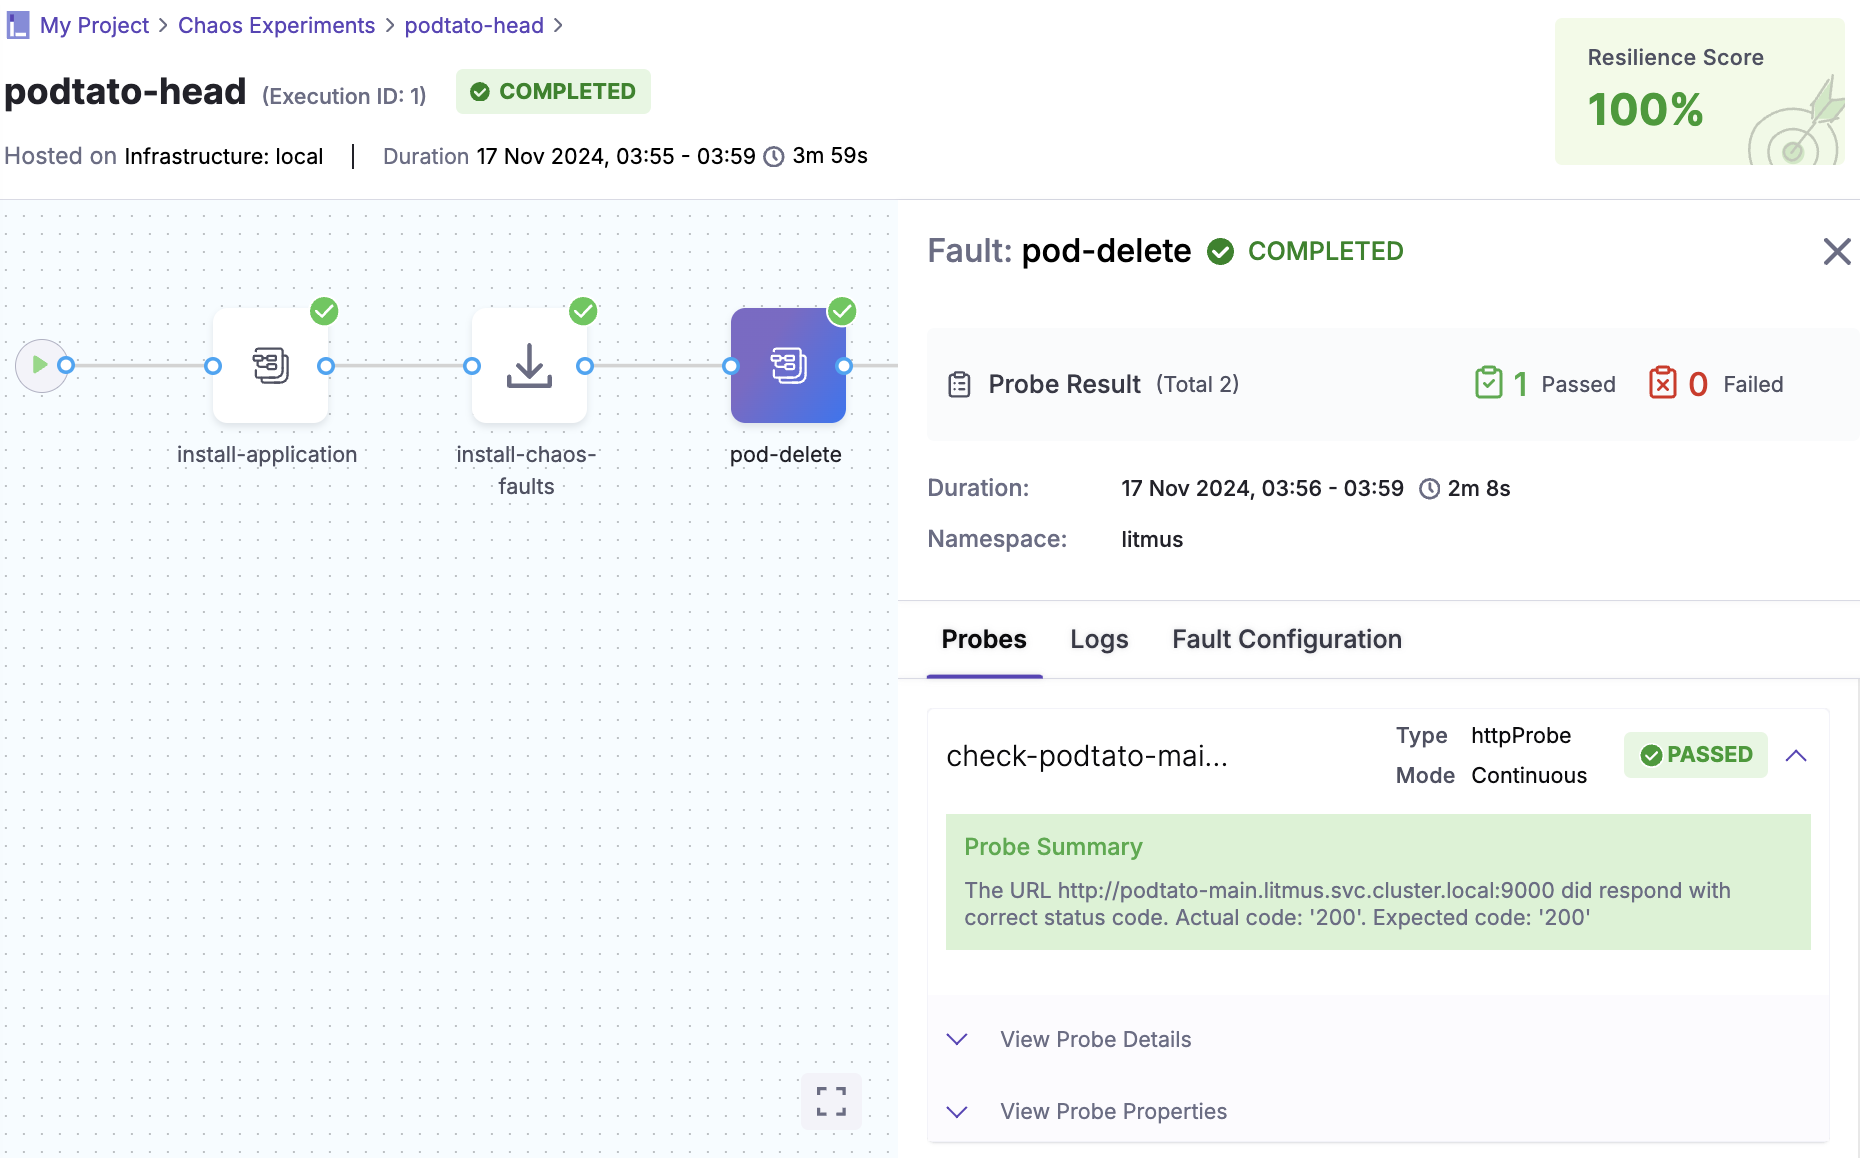 My Project > Chaos Experiments > podtato-head >
podtato-head (Execution ID: 1) COMPLETED
Hosted on Infrastructure: local | Duration 17 Nov 2024, 03:55 - 03:59 3m 59s
Resilience Score
100%
install-application
install-chaos-
faults
pod-delete
Fault: pod-delete COMPLETED
Probe Result (Total 2) 1 Passed 0 Failed
Duration: 17 Nov 2024, 03:56 - 03:59 2m 8s
Namespace: litmus
Probes Logs Fault Configuration
check-podtato-mai...
Type httpProbe
Mode Continuous
PASSED
Probe Summary
The URL http://podtato-main.litmus.svc.cluster.local:9000 did respond with
correct status code. Actual code: '200'. Expected code: '200'
View Probe Details
View Probe Properties